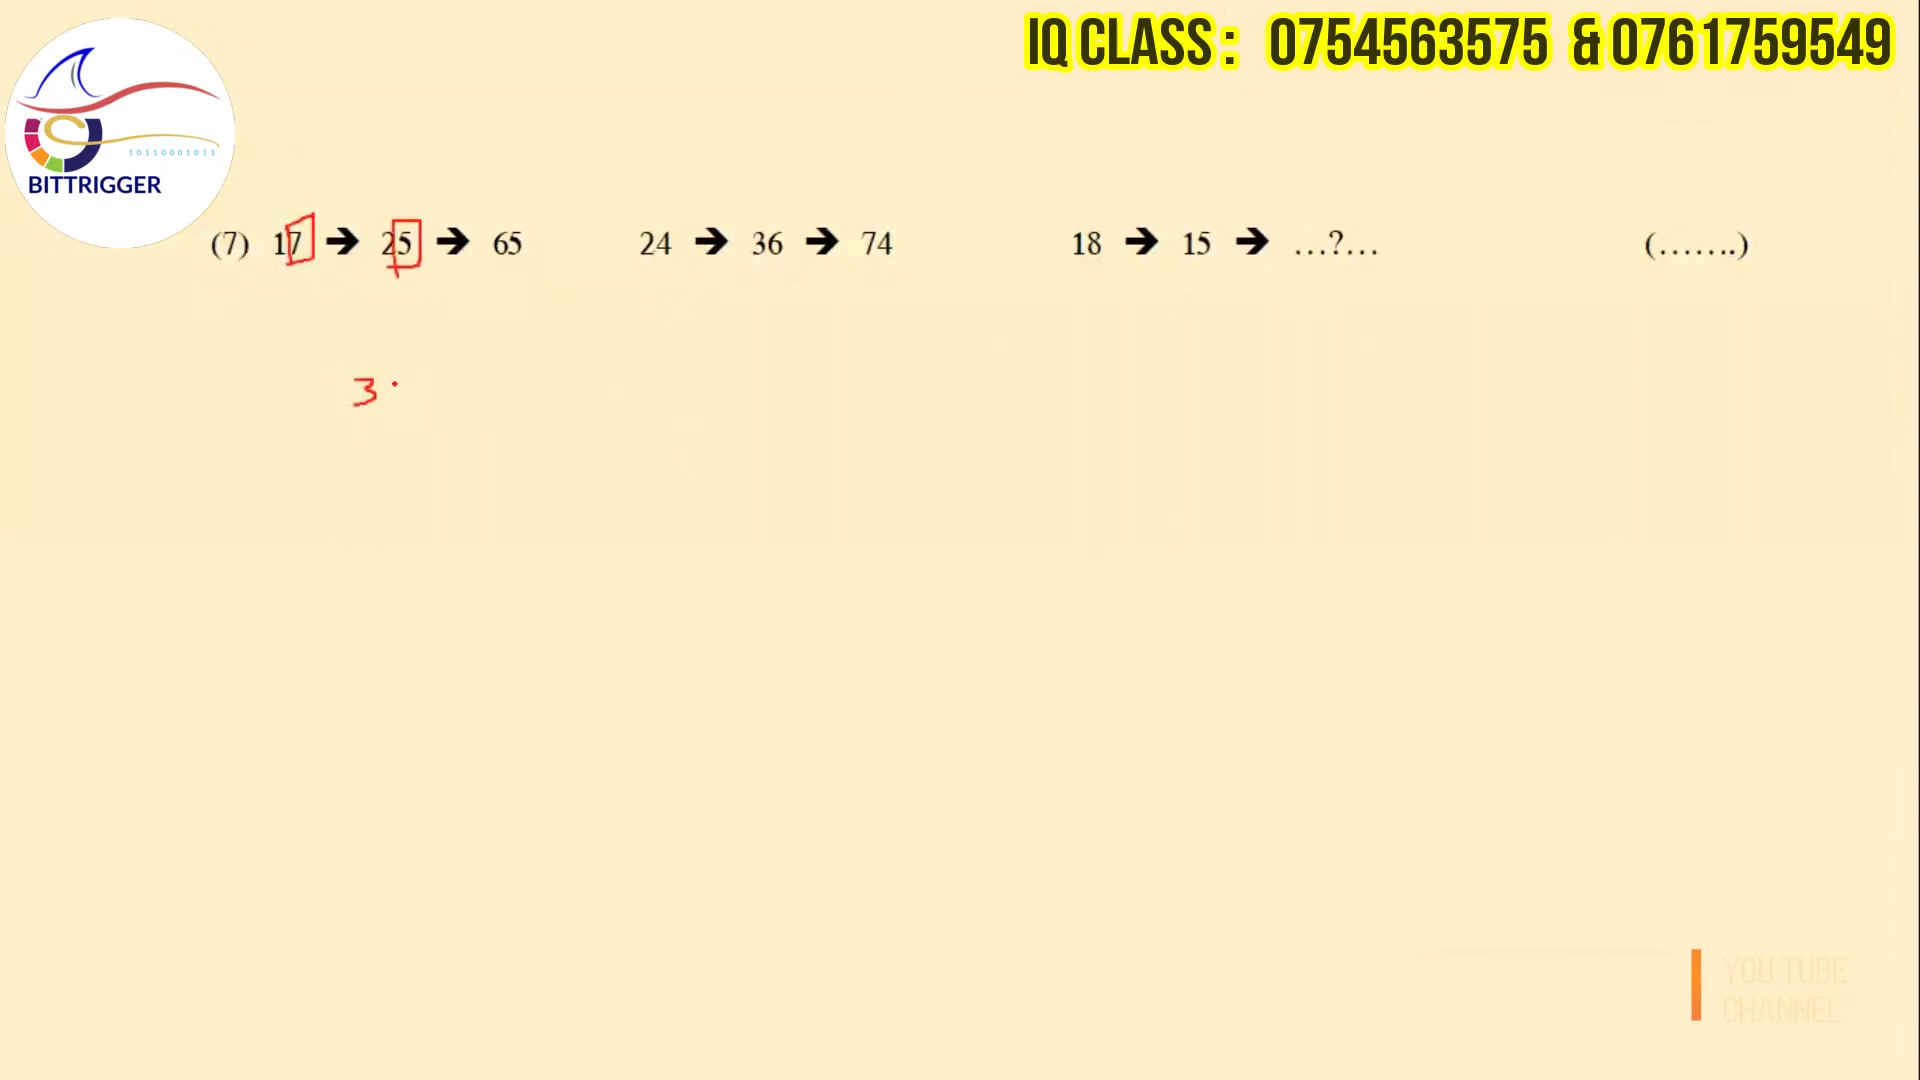 IQ CLASS : 0754563575 & 0761759549
10110001011
BITTRIGGER
(7) 17 ➔ 25 ➔ 65 24 ➔ 36 ➔ 74 18 ➔ 15 ➔ ...?... (.......)
3
YOU TUBE
CHANNEL